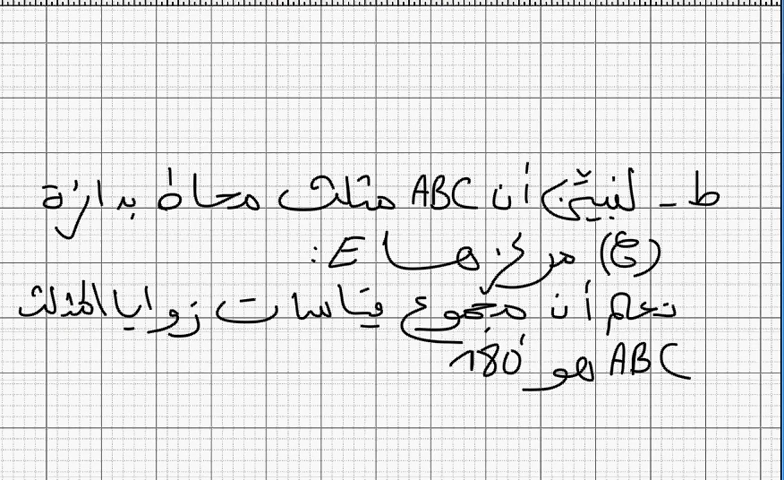 ط - لنبيّن أن ABC مثلث محاط بدائرة
(C) مركزها E:
نعلم أن مجموع قياسات زوايا المثلث
ABC هو 180°